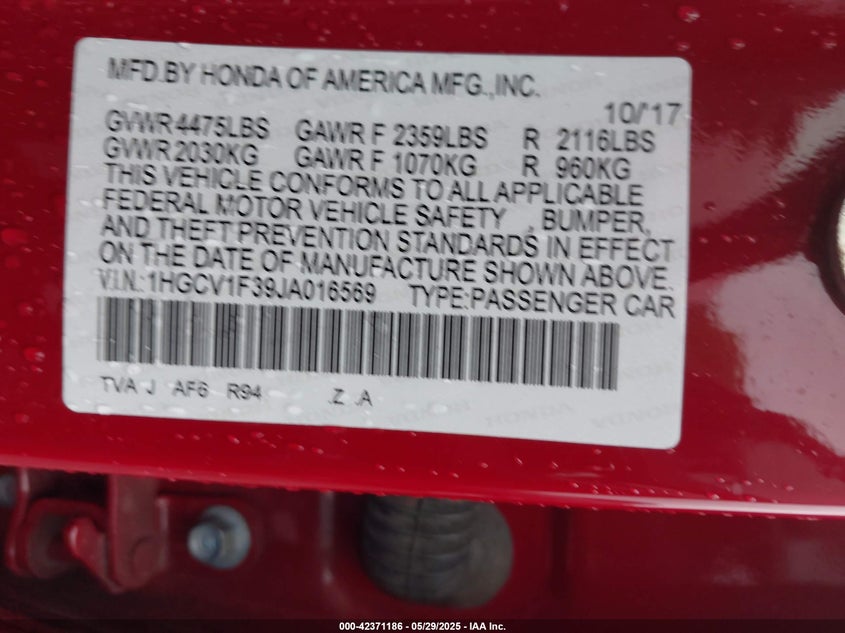 MFD.BY HONDA OF AMERICA MFG.,INC.
10/17
GVWR 4475LBS GAWR F 2359LBS R 2116LBS
GVWR 2030KG GAWR F 1070KG R 960KG
THIS VEHICLE CONFORMS TO ALL APPLICABLE
FEDERAL MOTOR VEHICLE SAFETY , BUMPER,
AND THEFT PREVENTION STANDARDS IN EFFECT
ON THE DATE OF MANUFACTURE SHOWN ABOVE.
V.I.N.:1HGCV1F39JA016569 TYPE:PASSENGER CAR
TVA J AF6 R94 .Z .A
HONDA
000-42371186 - 05/29/2025 - IAA Inc.